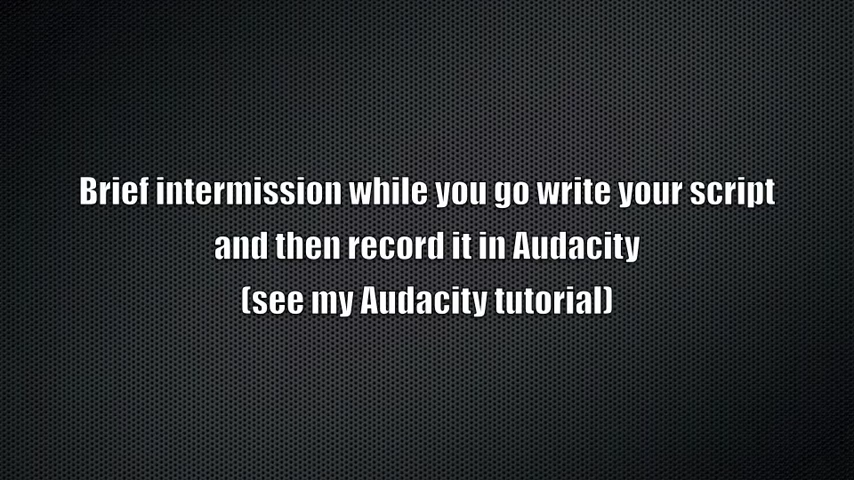 Brief intermission while you go write your script
and then record it in Audacity
(see my Audacity tutorial)